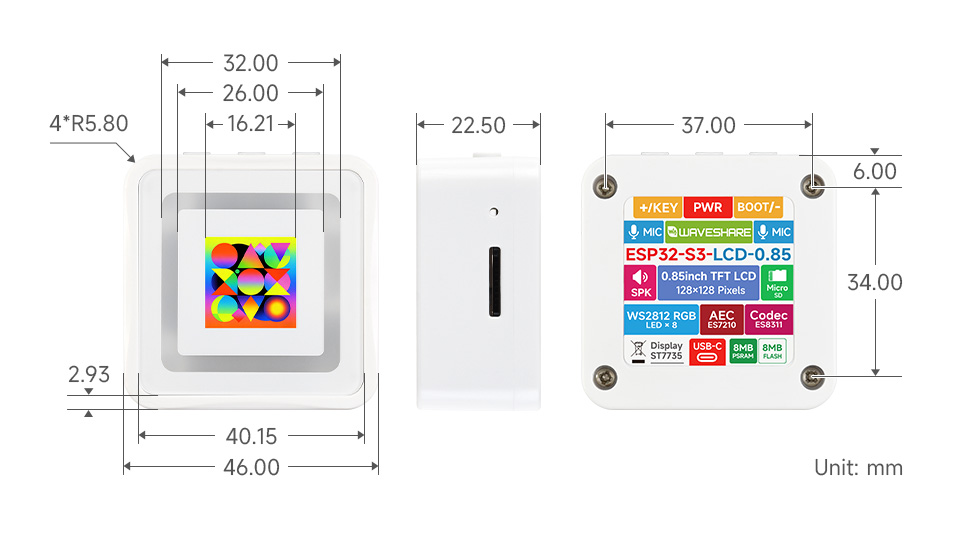 32.00
26.00
16.21
4*R5.80
2.93
40.15
46.00
22.50
37.00
6.00
34.00
+/KEY PWR BOOT/-
MIC WAVESHARE MIC
ESP32-S3-LCD-0.85
SPK
0.85inch TFT LCD
128×128 Pixels
Micro
SD
WS2812 RGB
LED × 8
AEC
ES7210
Codec
ES8311
Display
ST7735
USB-C
8MB
PSRAM
8MB
FLASH
Unit: mm